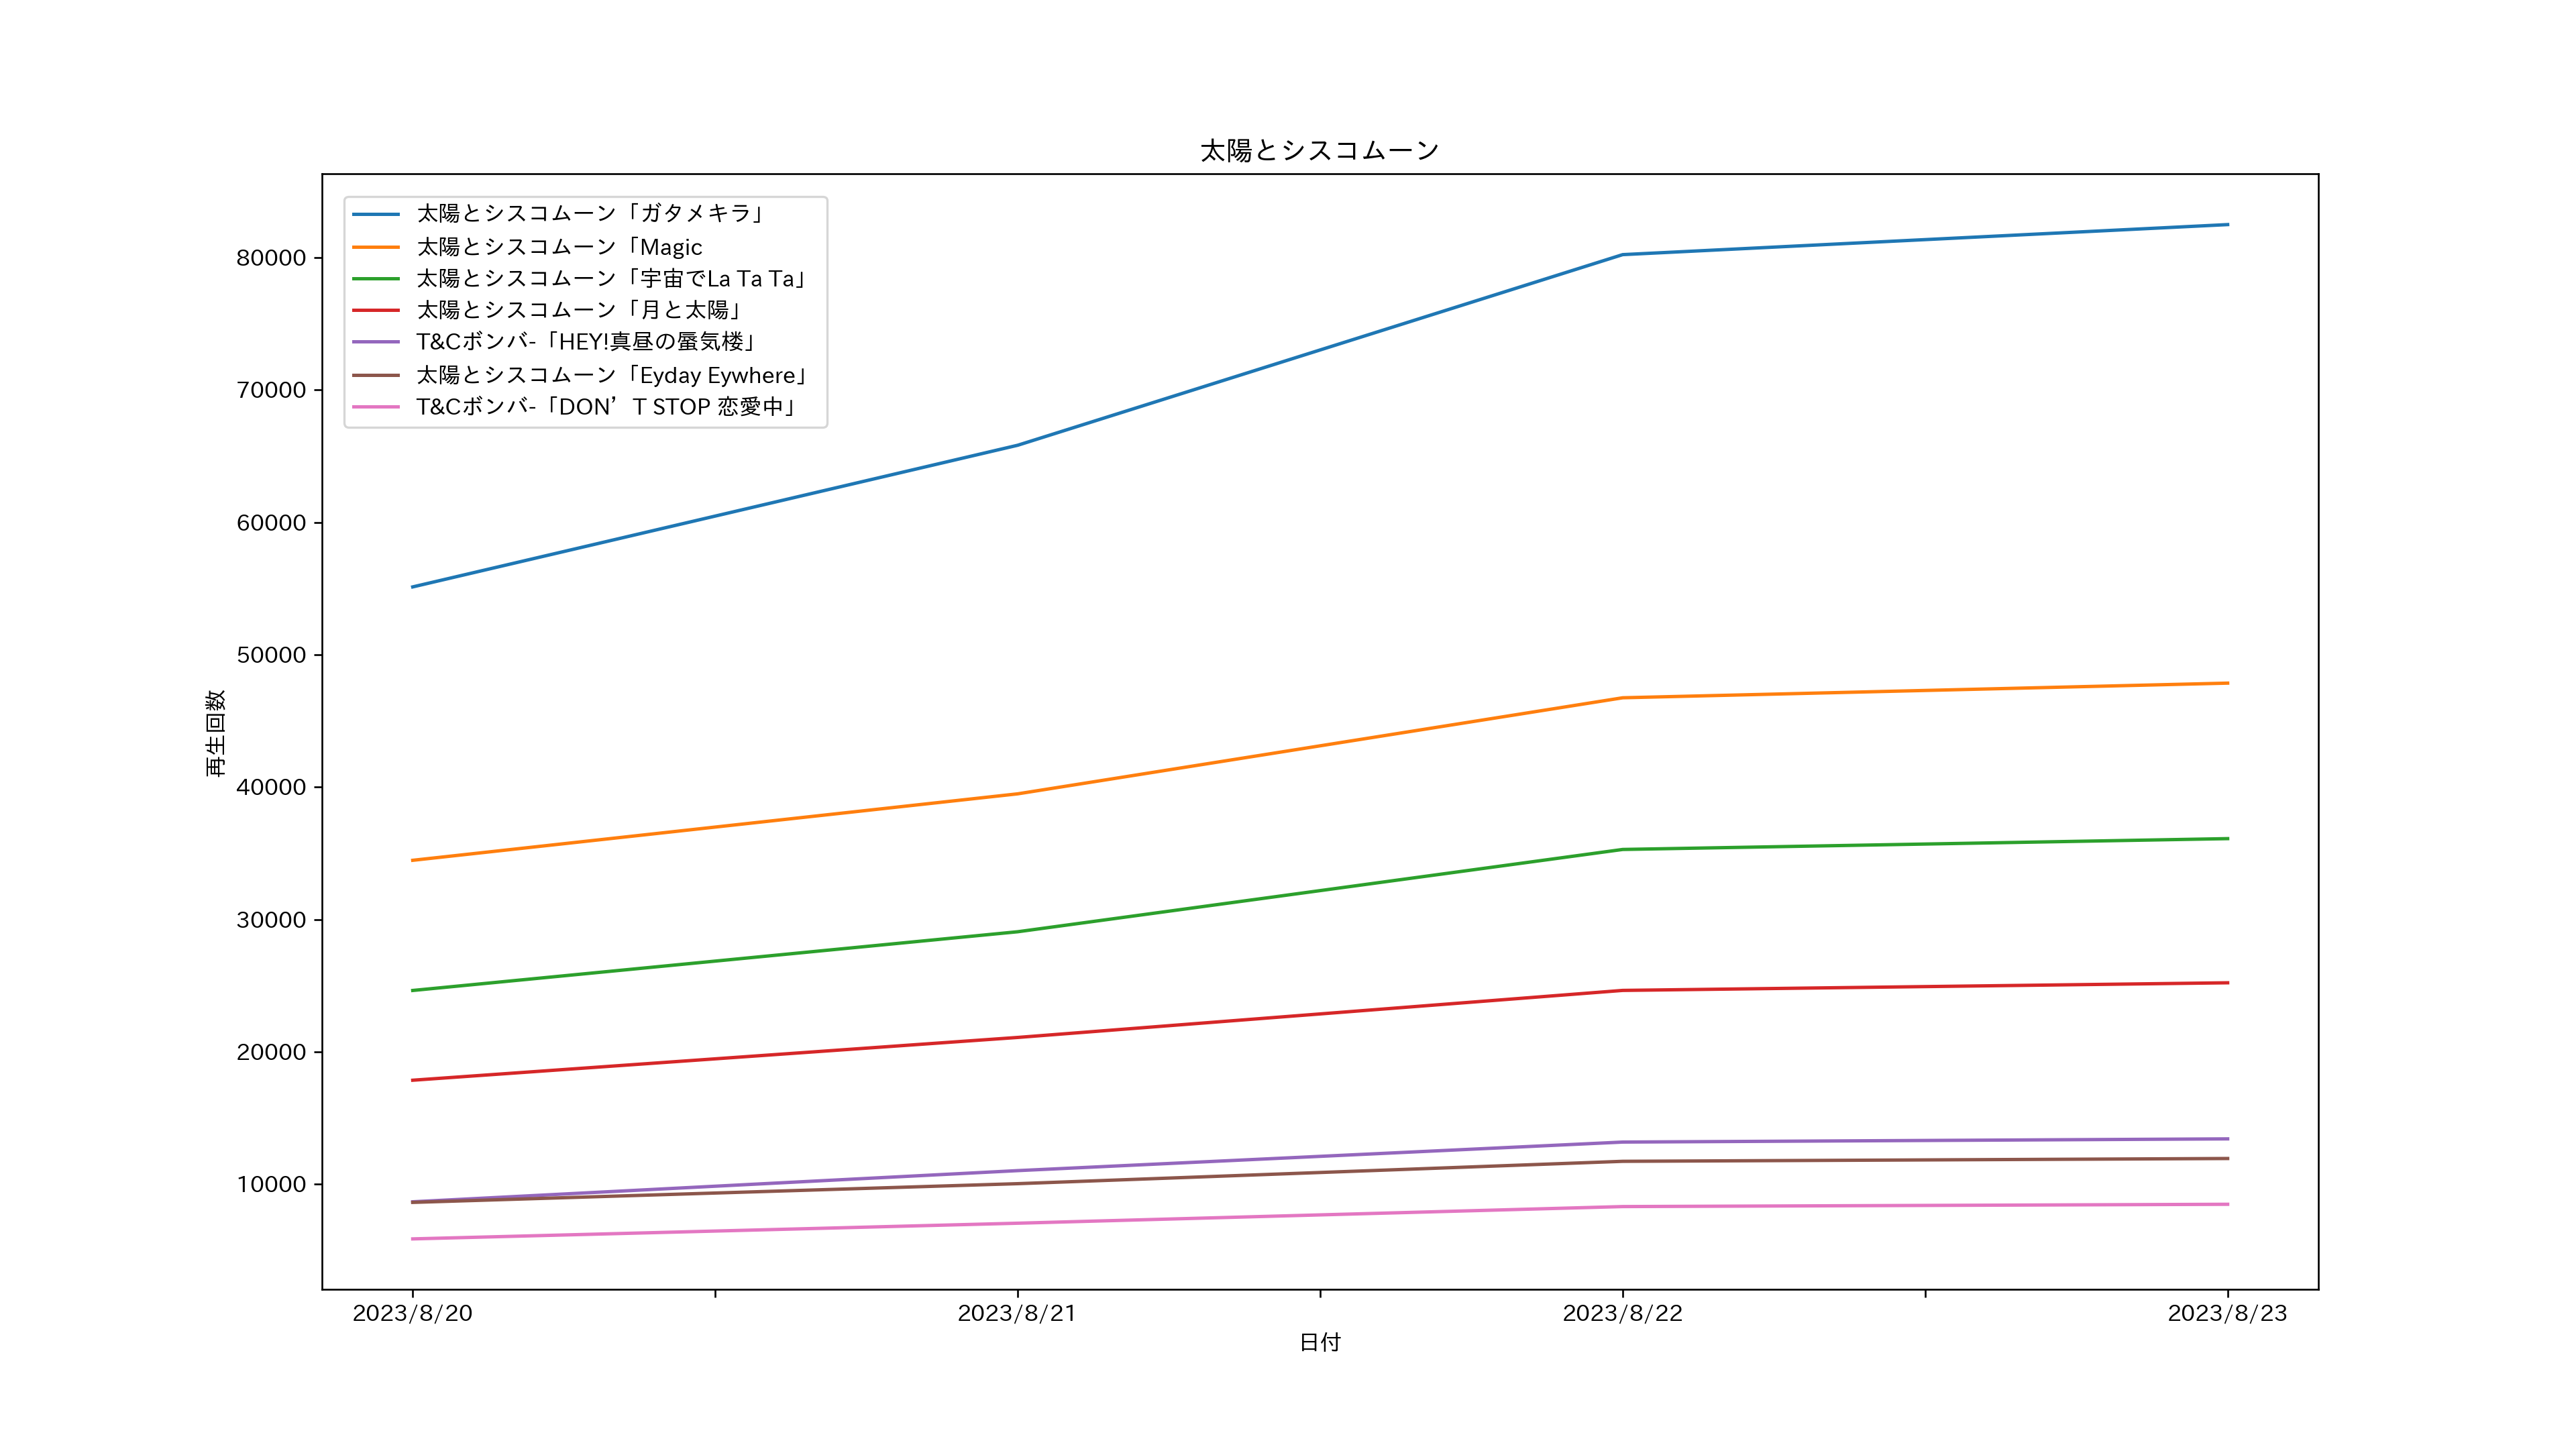 太陽とシスコムーン
太陽とシスコムーン「ガタメキラ」
太陽とシスコムーン「Magic
太陽とシスコムーン「宇宙でLa Ta Ta」
太陽とシスコムーン「月と太陽」
T&Cボンバ-「HEY!真昼の蜃気楼」
太陽とシスコムーン「Eyday Eywhere」
T&Cボンバ-「DON’T STOP 恋愛中」
80000
70000
60000
50000
40000
30000
20000
10000
再生回数
2023/8/20
2023/8/21
2023/8/22
2023/8/23
日付